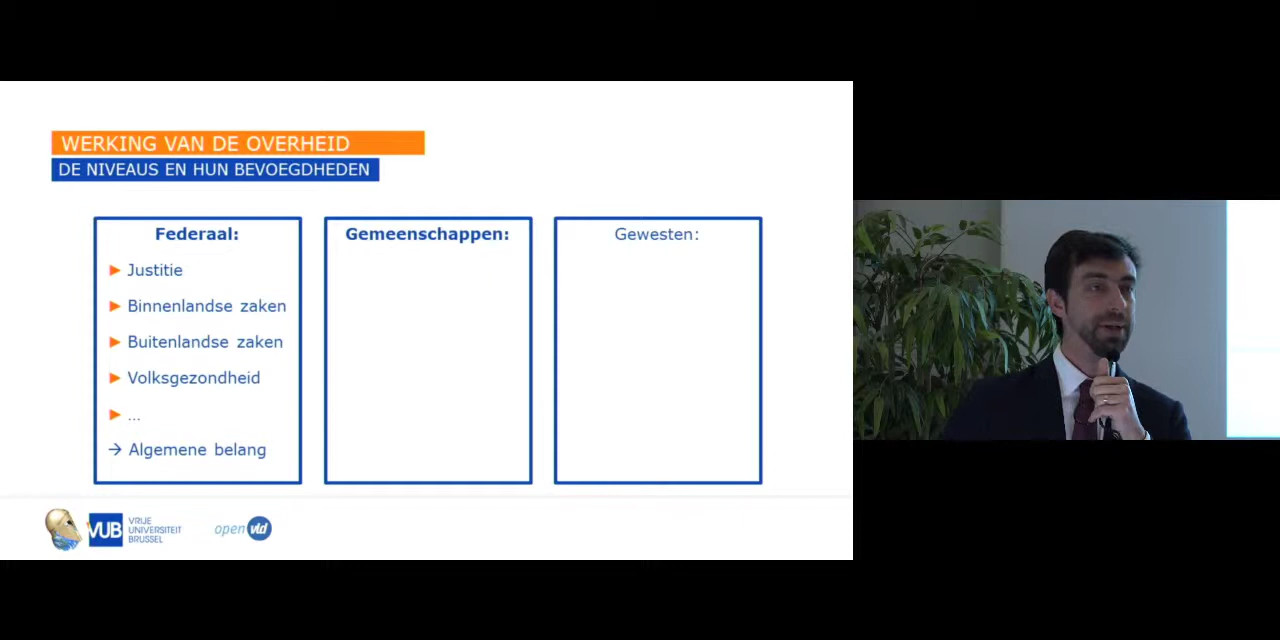 WERKING VAN DE OVERHEID
DE NIVEAUS EN HUN BEVOEGDHEDEN
Federaal:
► Justitie
► Binnenlandse zaken
► Buitenlandse zaken
► Volksgezondheid
► ...
→ Algemene belang
Gemeenschappen:
Gewesten:
VUB
VRIJE
UNIVERSITEIT
BRUSSEL
open vld